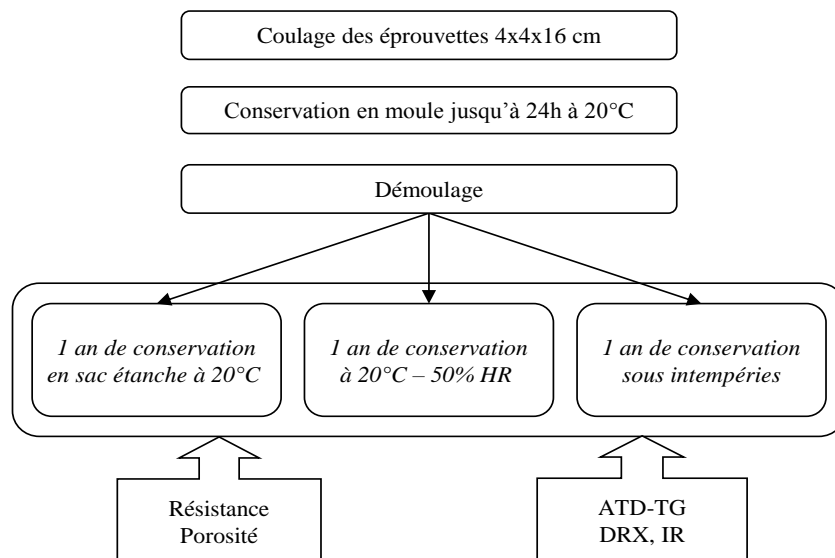 Coulage des éprouvettes 4x4x16 cm
Conservation en moule jusqu'à 24h à 20°C
Démoulage
1 an de conservation
en sac étanche à 20°C
1 an de conservation
à 20°C – 50% HR
1 an de conservation
sous intempéries
Résistance
Porosité
ATD-TG
DRX, IR